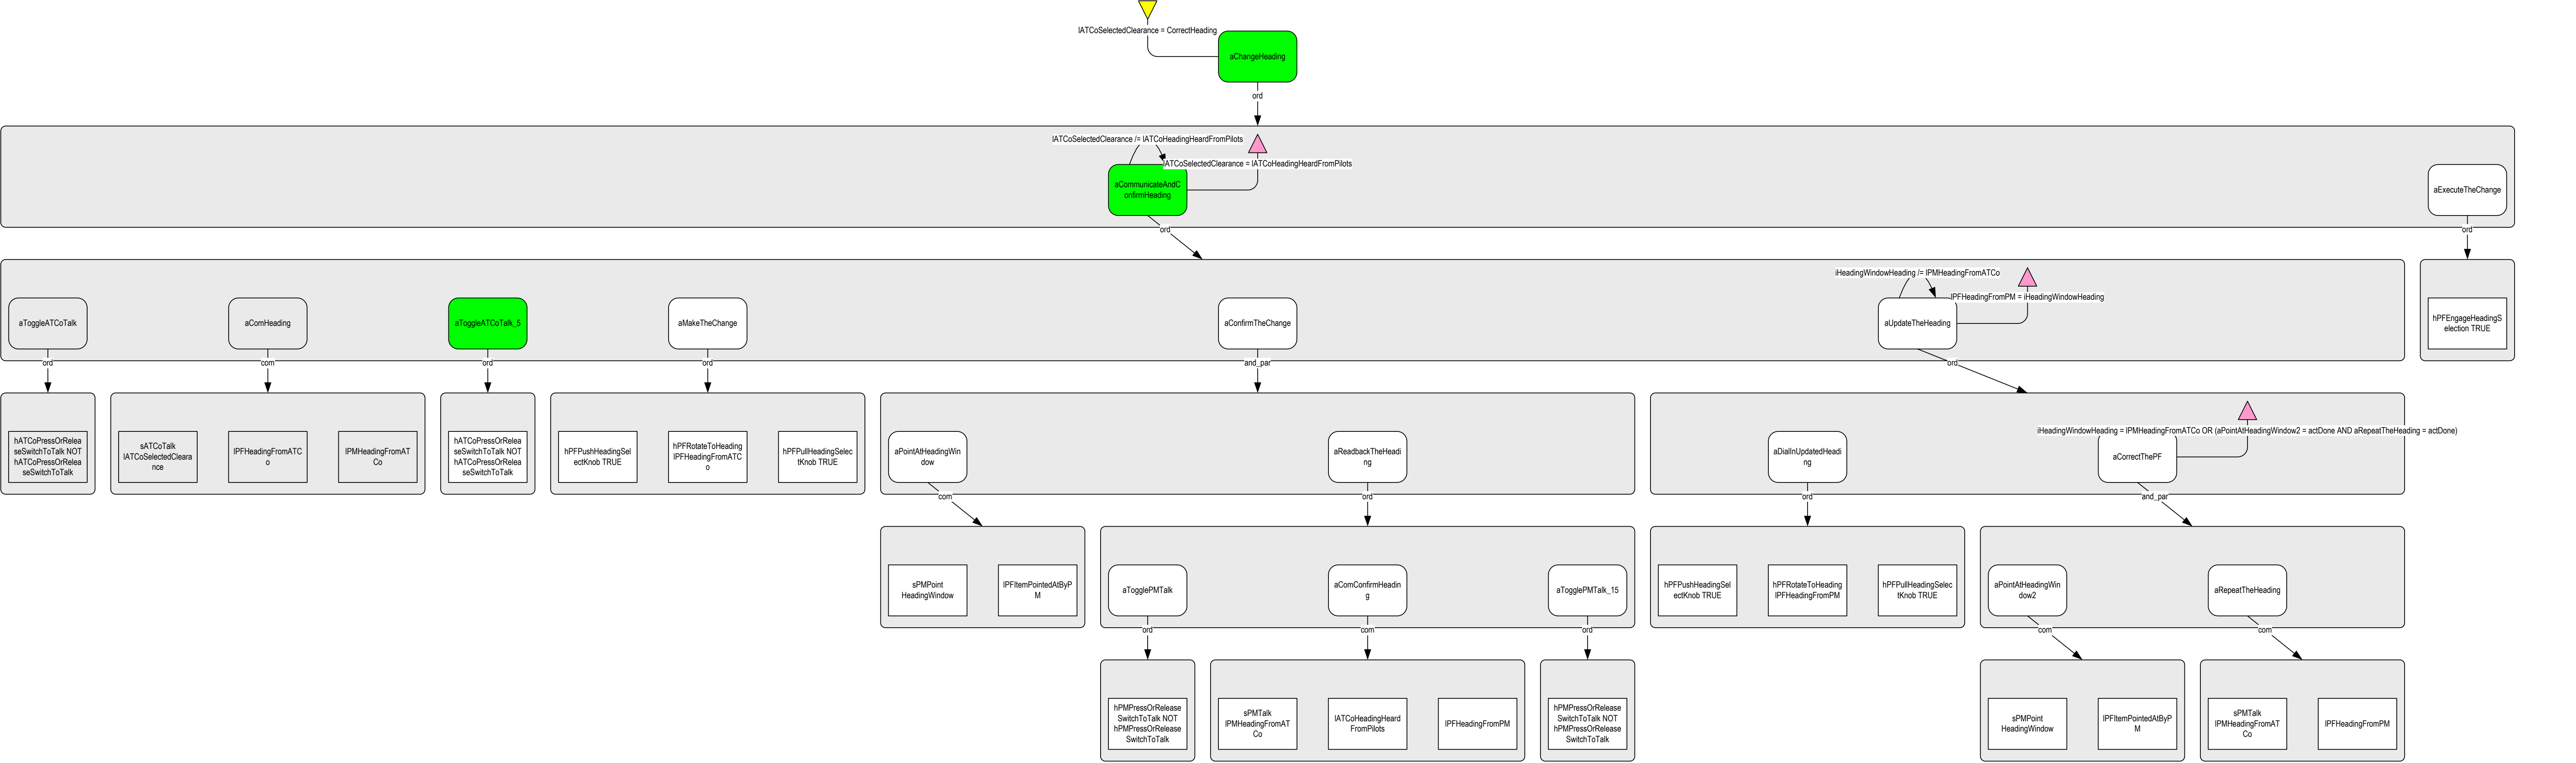 lATCoSelectedClearance = CorrectHeading
aChangeHeading
ord
lATCoSelectedClearance /= lATCoHeadingHeardFromPilots
lATCoSelectedClearance = lATCoHeadingHeardFromPilots
aCommunicateAndC
onfirmHeading
aExecuteTheChange
ord
ord
iHeadingWindowHeading /= lPMHeadingFromATCo
lPFHeadingFromPM = iHeadingWindowHeading
aToggleATCoTalk
aComHeading
aToggleATCoTalk_5
aMakeTheChange
aConfirmTheChange
aUpdateTheHeading
hPFEngageHeadingS
election TRUE
ord
com
ord
ord
and_par
ord
hATCoPressOrRelea
seSwitchToTalk NOT
hATCoPressOrRelea
seSwitchToTalk
sATCoTalk
lATCoSelectedCleara
nce
lPFHeadingFromATC
o
lPMHeadingFromAT
Co
hATCoPressOrRelea
seSwitchToTalk NOT
hATCoPressOrRelea
seSwitchToTalk
hPFPushHeadingSel
ectKnob TRUE
hPFRotateToHeading
lPFHeadingFromATC
o
hPFPullHeadingSelec
tKnob TRUE
aPointAtHeadingWin
dow
aReadbackTheHeadi
ng
aDialInUpdatedHeadi
ng
iHeadingWindowHeading = lPMHeadingFromATCo OR (aPointAtHeadingWindow2 = actDone AND aRepeatTheHeading = actDone)
aCorrectThePF
com
ord
ord
and_par
sPMPoint
HeadingWindow
lPFItemPointedAtByP
M
aTogglePMTalk
aComConfirmHeadin
g
aTogglePMTalk_15
hPFPushHeadingSel
ectKnob TRUE
hPFRotateToHeading
lPFHeadingFromPM
hPFPullHeadingSelec
tKnob TRUE
aPointAtHeadingWin
dow2
aRepeatTheHeading
ord
com
ord
com
com
hPMPressOrRelease
SwitchToTalk NOT
hPMPressOrRelease
SwitchToTalk
sPMTalk
lPMHeadingFromAT
Co
lATCoHeadingHeard
FromPilots
lPFHeadingFromPM
hPMPressOrRelease
SwitchToTalk NOT
hPMPressOrRelease
SwitchToTalk
sPMPoint
HeadingWindow
lPFItemPointedAtByP
M
sPMTalk
lPMHeadingFromAT
Co
lPFHeadingFromPM